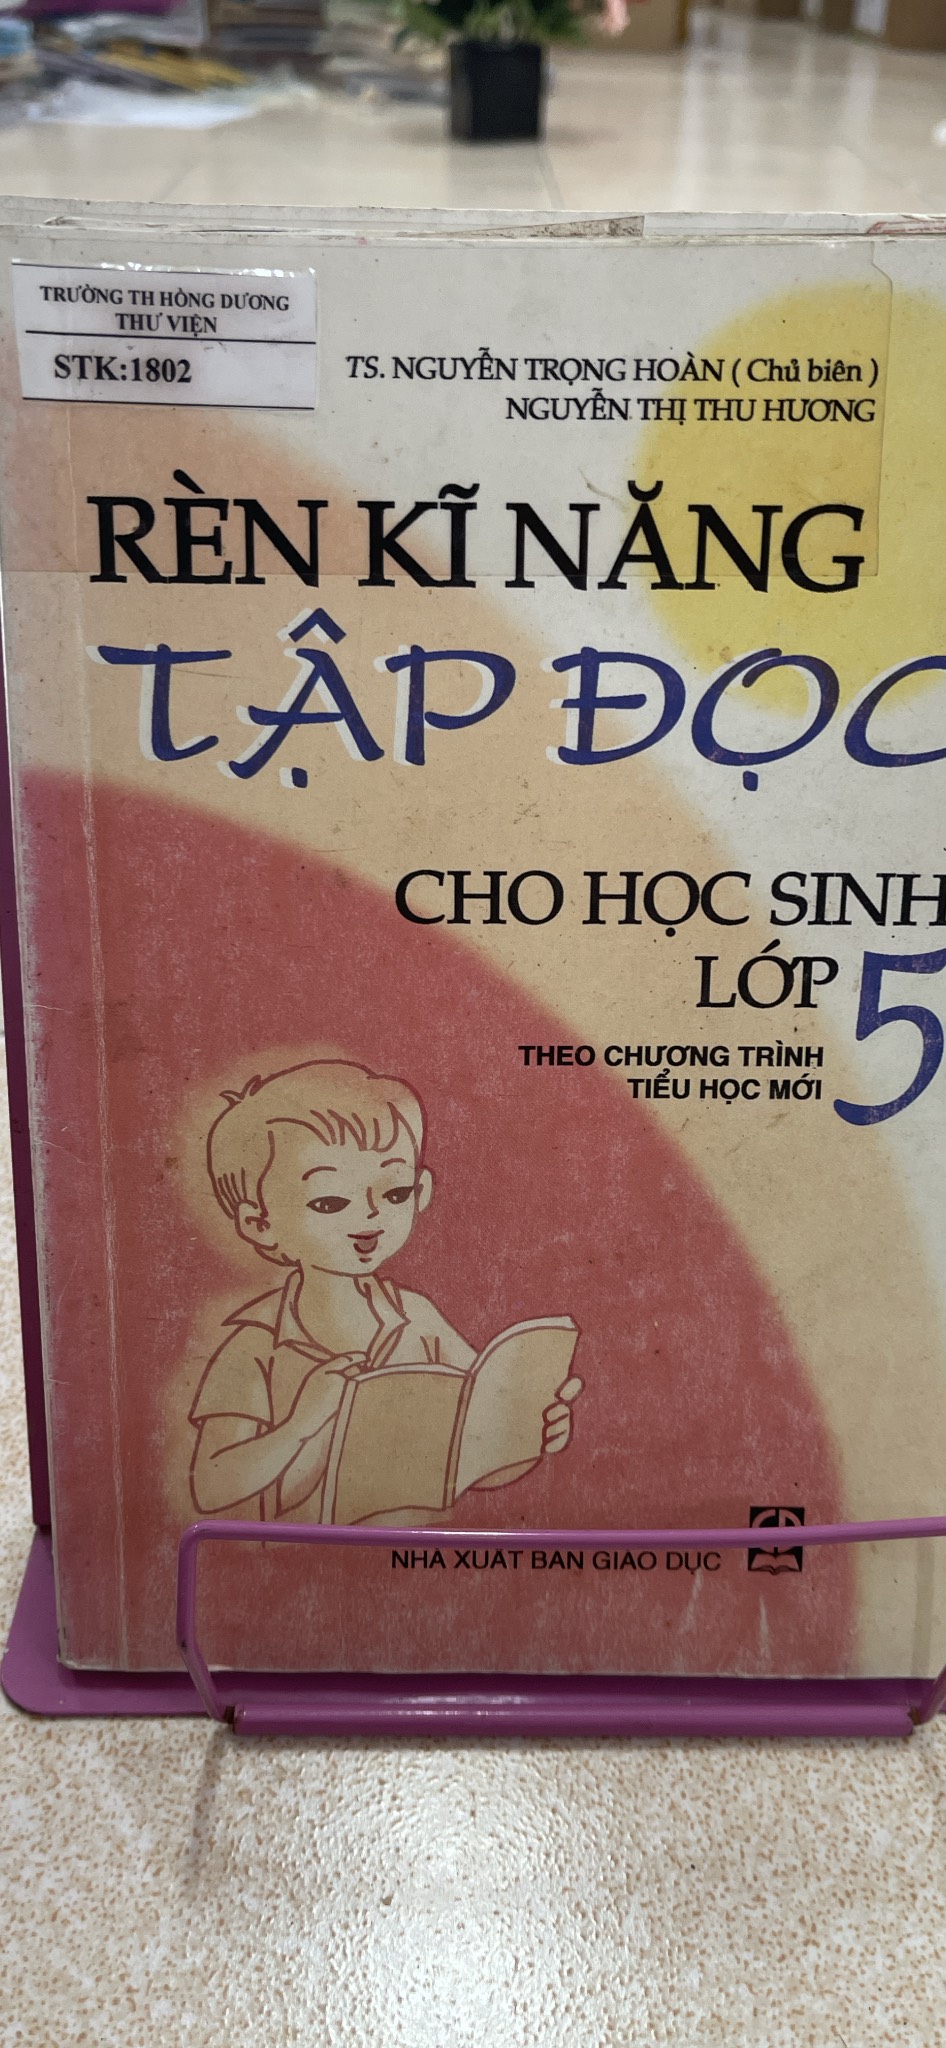 TRƯỜNG TH HỒNG DƯƠNG
THƯ VIỆN
STK:1802
TS. NGUYỄN TRỌNG HOÀN ( Chủ biên )
NGUYỄN THỊ THU HƯƠNG
RÈN KĨ NĂNG
TẬP ĐỌC
CHO HỌC SINH
LỚP 5
THEO CHƯƠNG TRÌNH
TIỂU HỌC MỚI
NHÀ XUẤT BẢN GIÁO DỤC